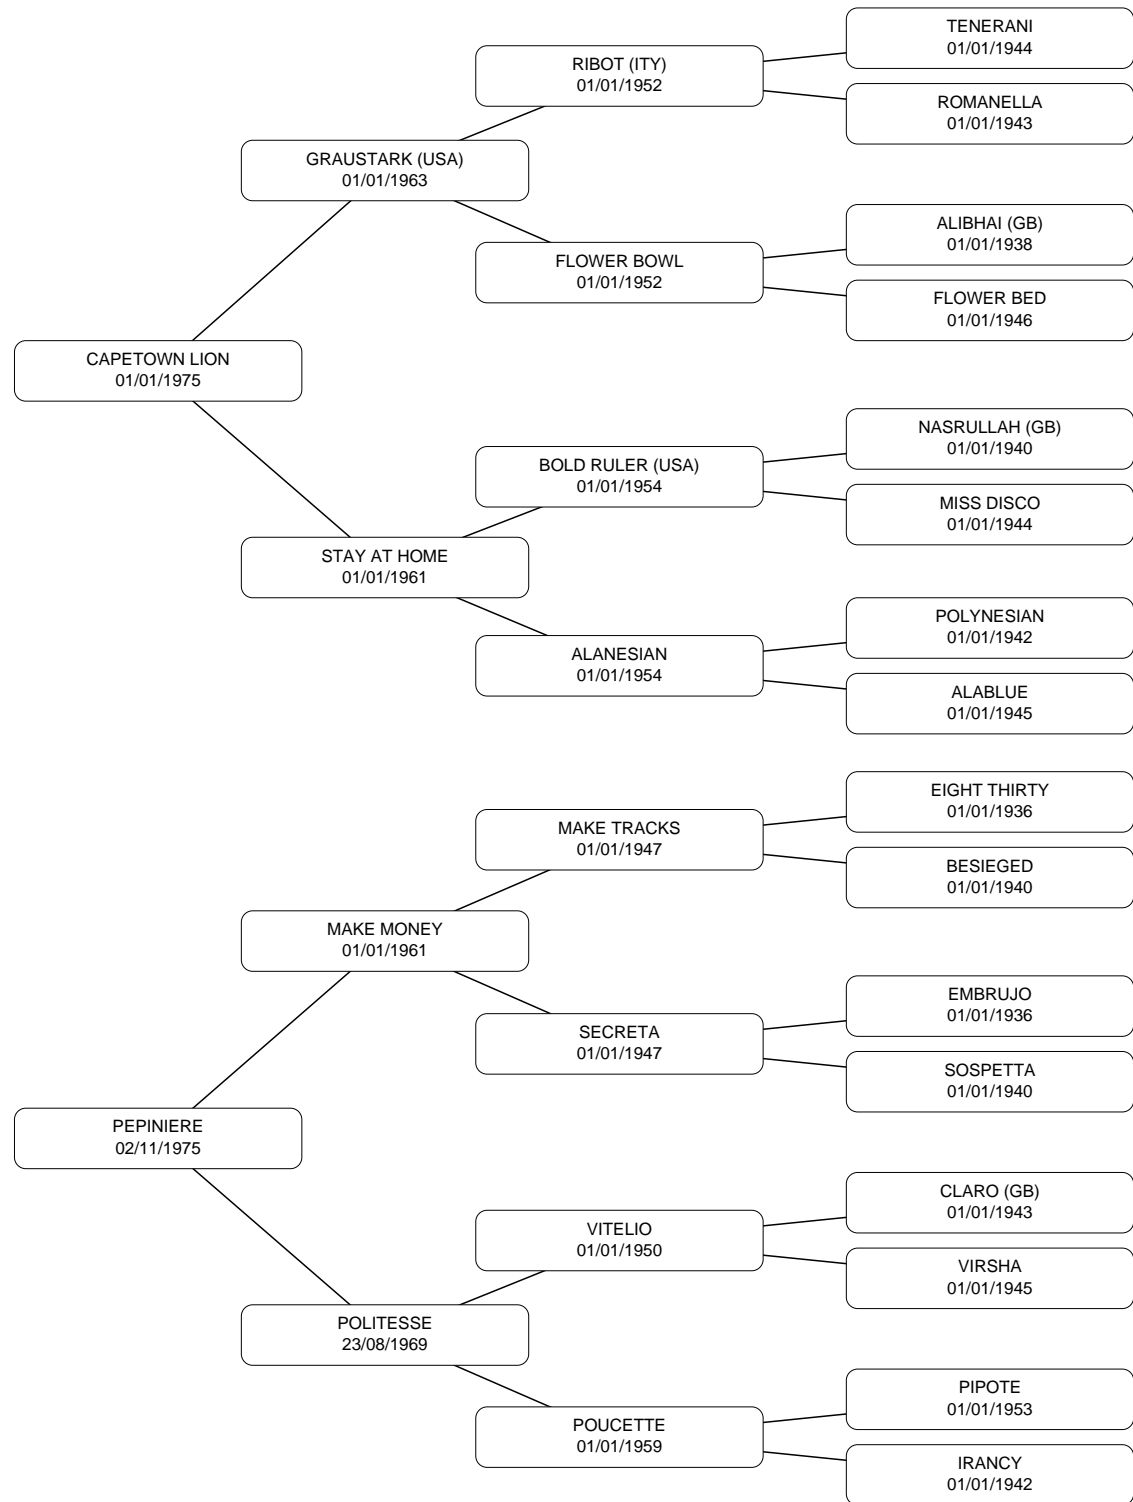 TENERANI
01/01/1944
RIBOT (ITY)
01/01/1952
ROMANELLA
01/01/1943
GRAUSTARK (USA)
01/01/1963
ALIBHAI (GB)
01/01/1938
FLOWER BOWL
01/01/1952
FLOWER BED
01/01/1946
CAPETOWN LION
01/01/1975
NASRULLAH (GB)
01/01/1940
BOLD RULER (USA)
01/01/1954
MISS DISCO
01/01/1944
STAY AT HOME
01/01/1961
POLYNESIAN
01/01/1942
ALANESIAN
01/01/1954
ALABLUE
01/01/1945
EIGHT THIRTY
01/01/1936
MAKE TRACKS
01/01/1947
BESIEGED
01/01/1940
MAKE MONEY
01/01/1961
EMBRUJO
01/01/1936
SECRETA
01/01/1947
SOSPETTA
01/01/1940
PEPINIERE
02/11/1975
CLARO (GB)
01/01/1943
VITELIO
01/01/1950
VIRSHA
01/01/1945
POLITESSE
23/08/1969
PIPOTE
01/01/1953
POUCETTE
01/01/1959
IRANCY
01/01/1942